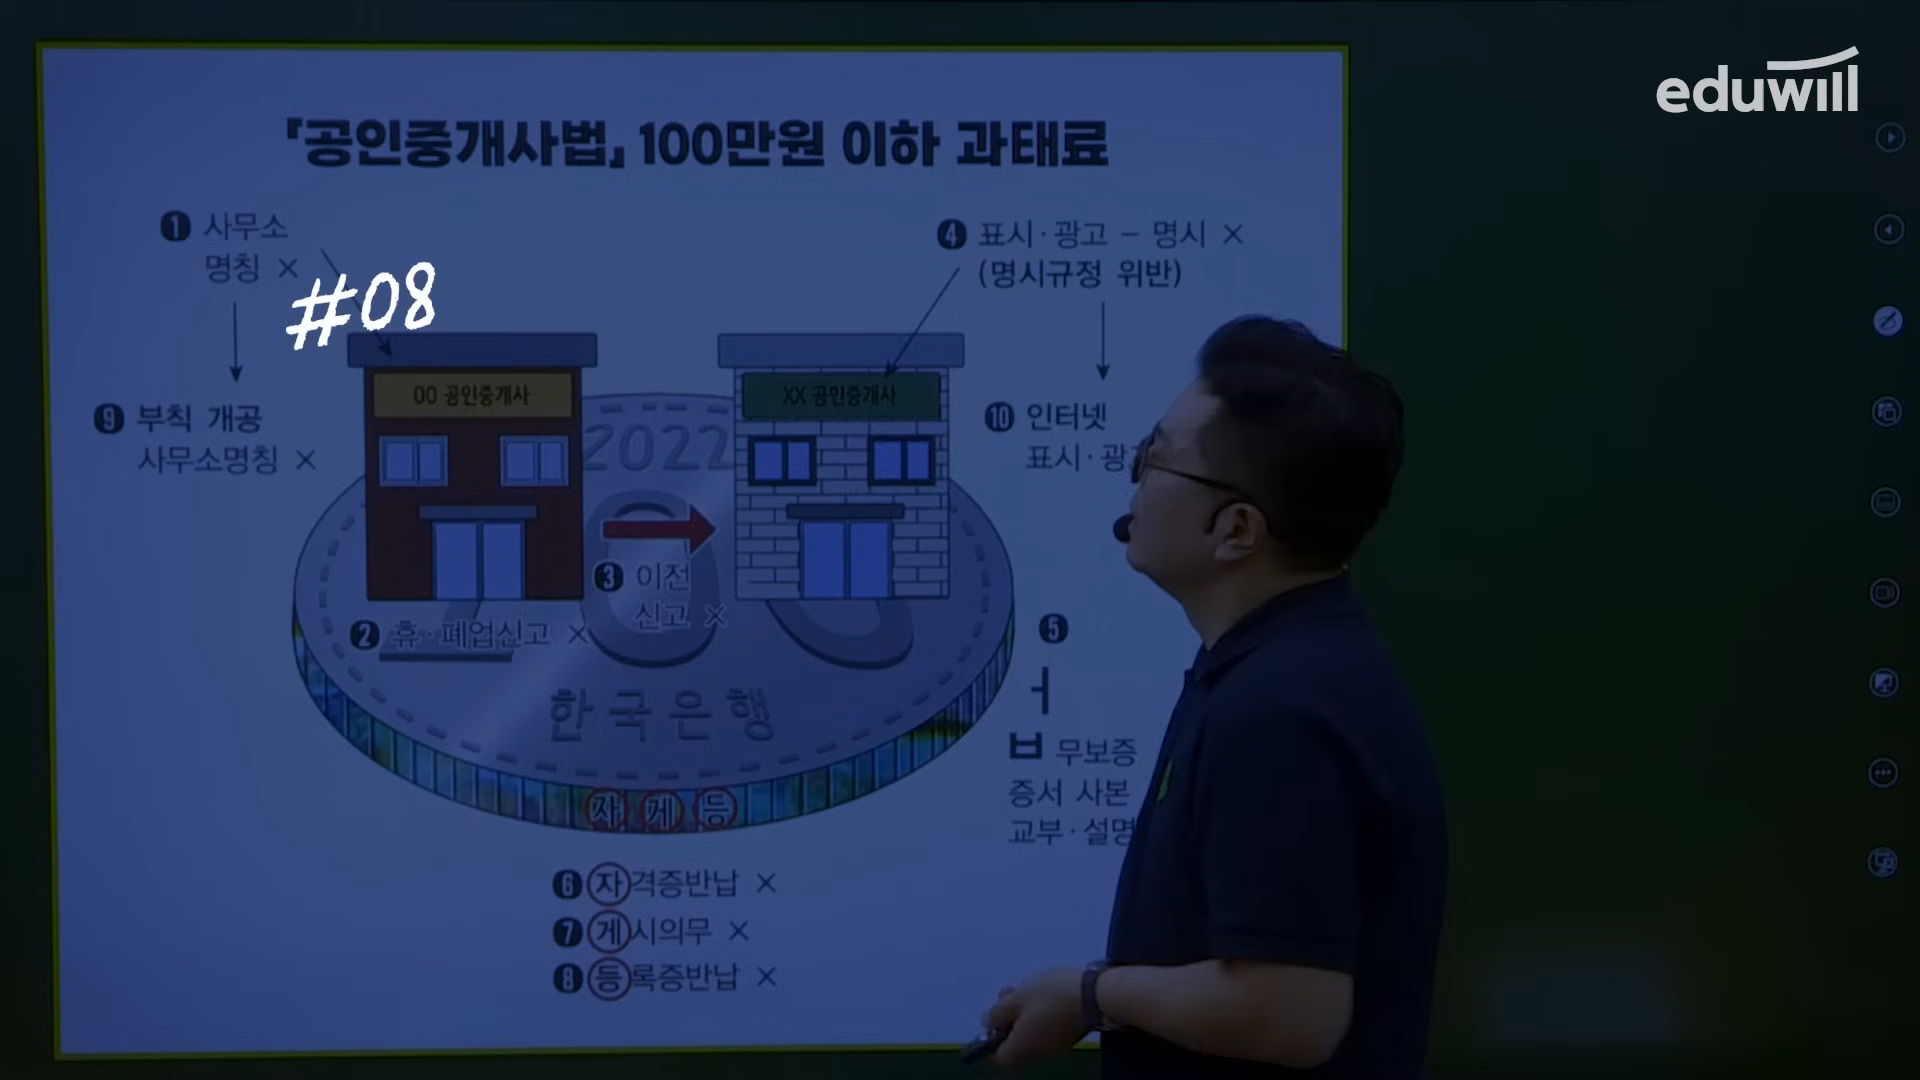 eduwill
『공인중개사법』 100만원 이하 과태료
❶ 사무소
명칭 ×
#08
❹ 표시·광고 – 명시 ×
(명시규정 위반)
❾ 부칙 개공
사무소명칭 ×
OO 공인중개사
XX 공인중개사
❿ 인터넷
표시·광
2022
❸ 이전
신고 ×
❷ 휴·폐업신고 ×
한국은행
❺
ㅓ
ㅂ 무보증
증서 사본
교부·설명
자 게 등
❻ 자격증반납 ×
❼ 게시의무 ×
❽ 등록증반납 ×